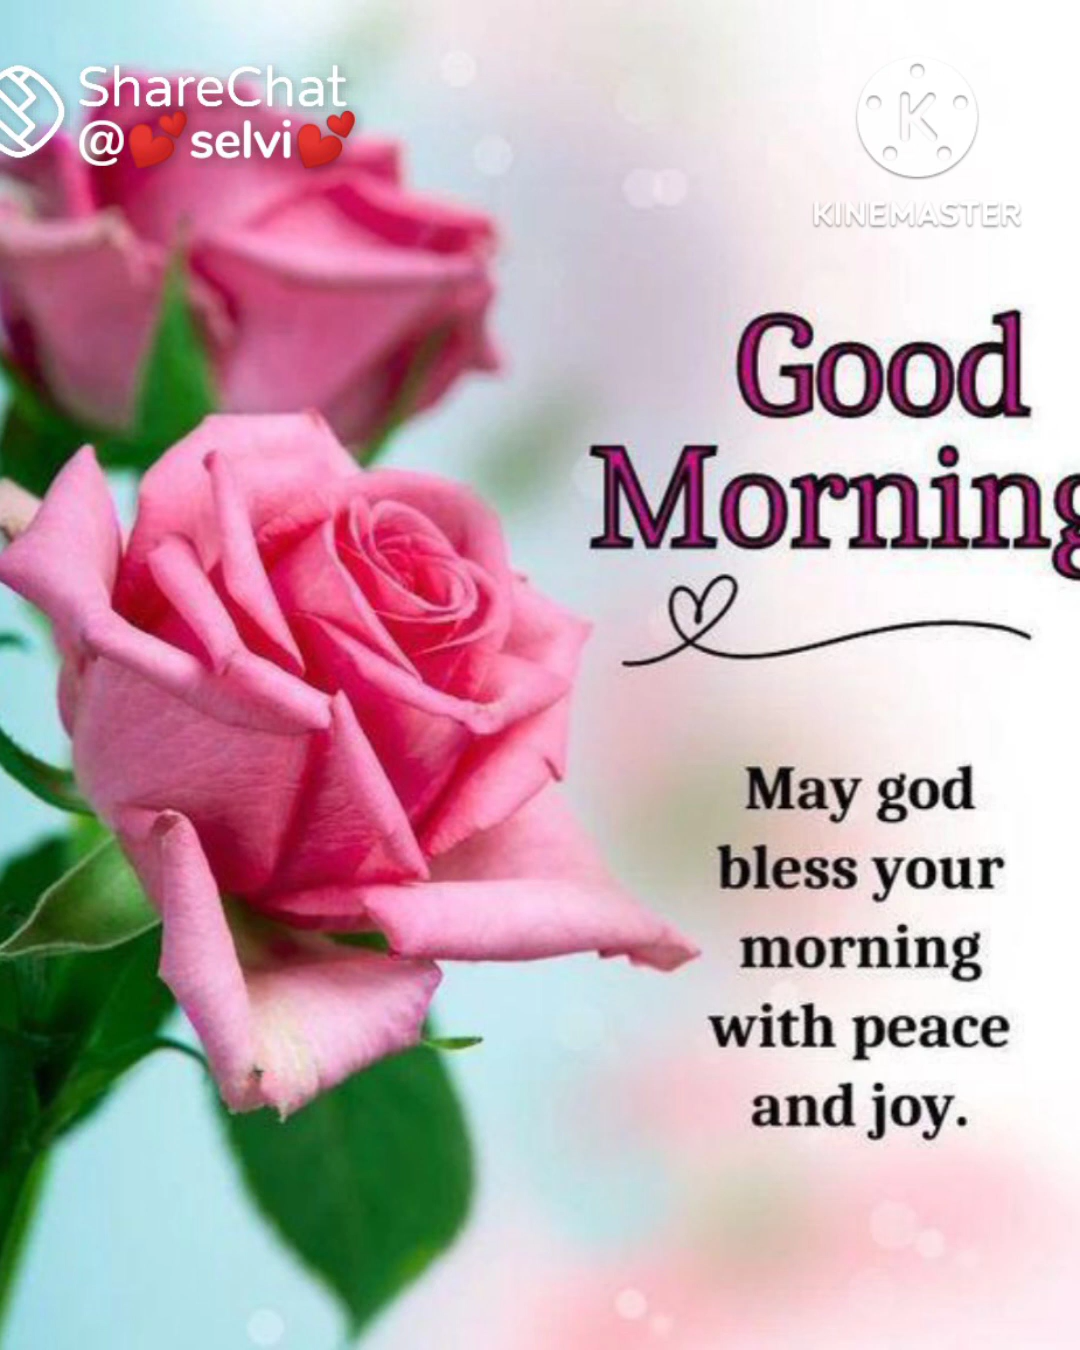 ShareChat
@💕selvi💕
KINEMASTER
Good
Morning
May god
bless your
morning
with peace
and joy.